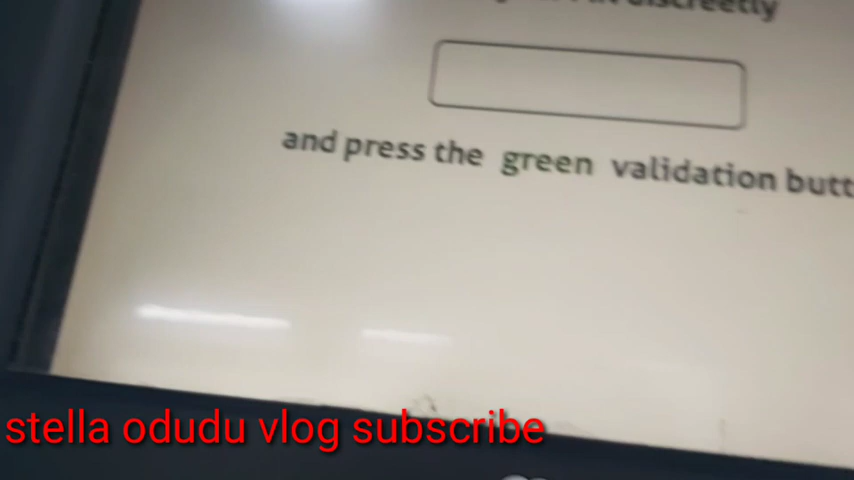 discreetly
and press the green validation butt
stella odudu vlog subscribe